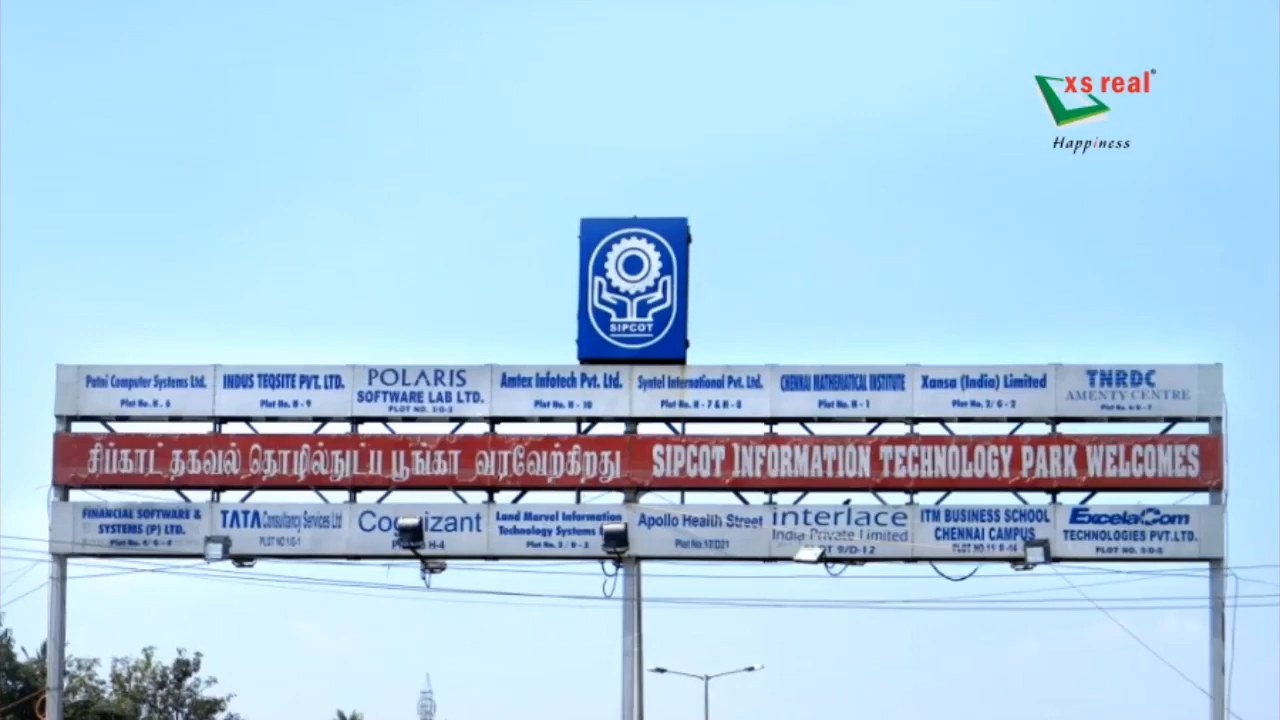 xs real
Happiness
SIPCOT
Patni Computer Systems Ltd.
Plot No. H - 6
INDUS TEQSITE PVT. LTD.
Plot No. H - 9
POLARIS
SOFTWARE LAB LTD.
Amtex Infotech Pvt. Ltd.
Plot No. H - 10
Syntel International Pvt. Ltd.
Plot No. H - 7 & H - 8
CHENNAI MATHEMATICAL INSTITUTE
Plot No. H - 1
Xansa (India) Limited
TNRDC
AMENTY CENTRE
சிப்காட் தகவல் தொழில்நுட்ப பூங்கா வரவேற்கிறது
SIPCOT INFORMATION TECHNOLOGY PARK WELCOMES
FINANCIAL SOFTWARE &
SYSTEMS (P) LTD.
TATA Consultancy Services Ltd
Cognizant
H-4
Land Marvel Information
Technology Systems
Apollo Health Street
Interlace
India Private Limited
9/D-12
ITM BUSINESS SCHOOL
CHENNAI CAMPUS
ExcelaCom
TECHNOLOGIES PVT.LTD.